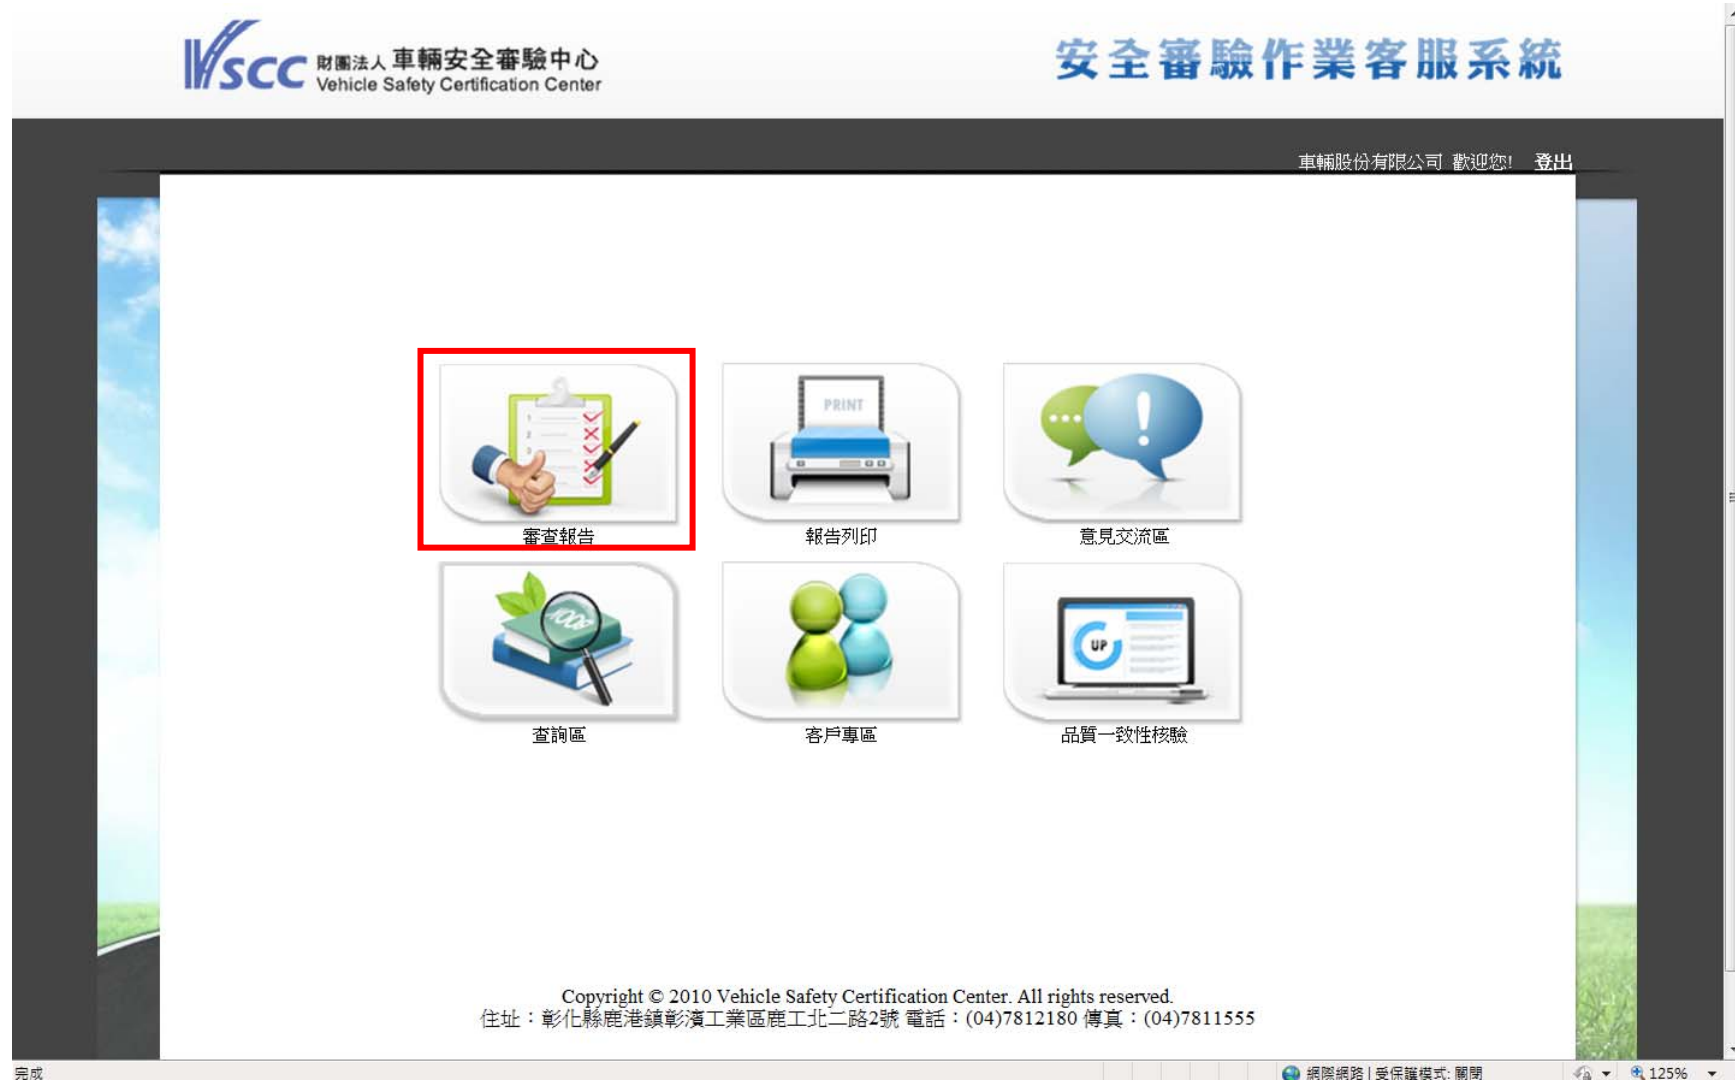 VSCC 財團法人 車輛安全審驗中心
Vehicle Safety Certification Center
安全審驗作業客服系統
車輛股份有限公司 歡迎您! 登出
1
2
3
PRINT
審查報告
報告列印
意見交流區
BOOK
UP
查詢區
客戶專區
品質一致性核驗
Copyright © 2010 Vehicle Safety Certification Center. All rights reserved.
住址：彰化縣鹿港鎮彰濱工業區鹿工北二路2號 電話：(04)7812180 傳真：(04)7811555
完成
網際網路 | 受保護模式: 關閉
125%